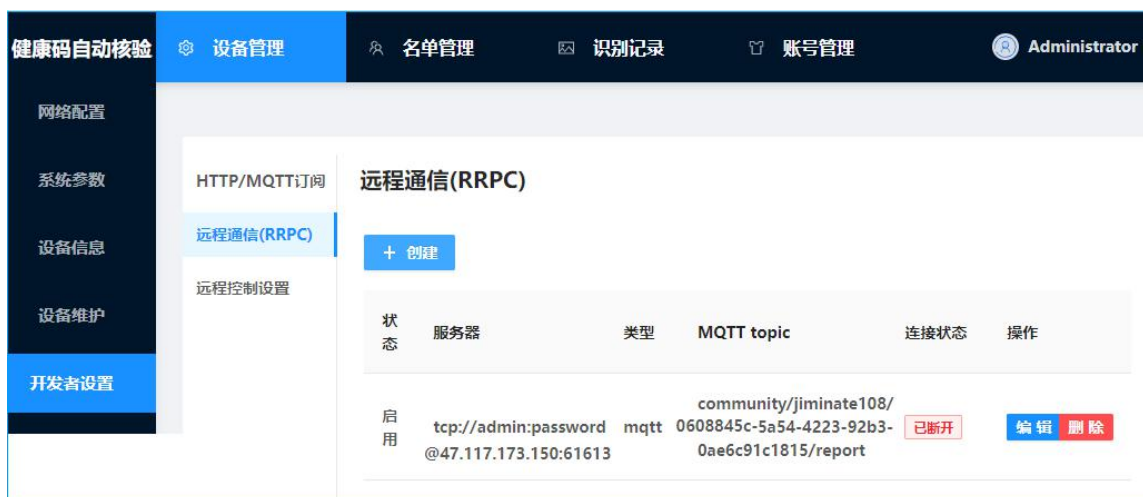 健康码自动核验
设备管理
名单管理
识别记录
账号管理
Administrator
网络配置
系统参数
设备信息
设备维护
开发者设置
HTTP/MQTT订阅
远程通信(RRPC)
远程控制设置
远程通信(RRPC)
+ 创建
状态
服务器
类型
MQTT topic
连接状态
操作
启用
tcp://admin:password
@47.117.173.150:61613
mqtt
community/jiminate108/
0608845c-5a54-4223-92b3-
0ae6c91c1815/report
已断开
编辑
删除